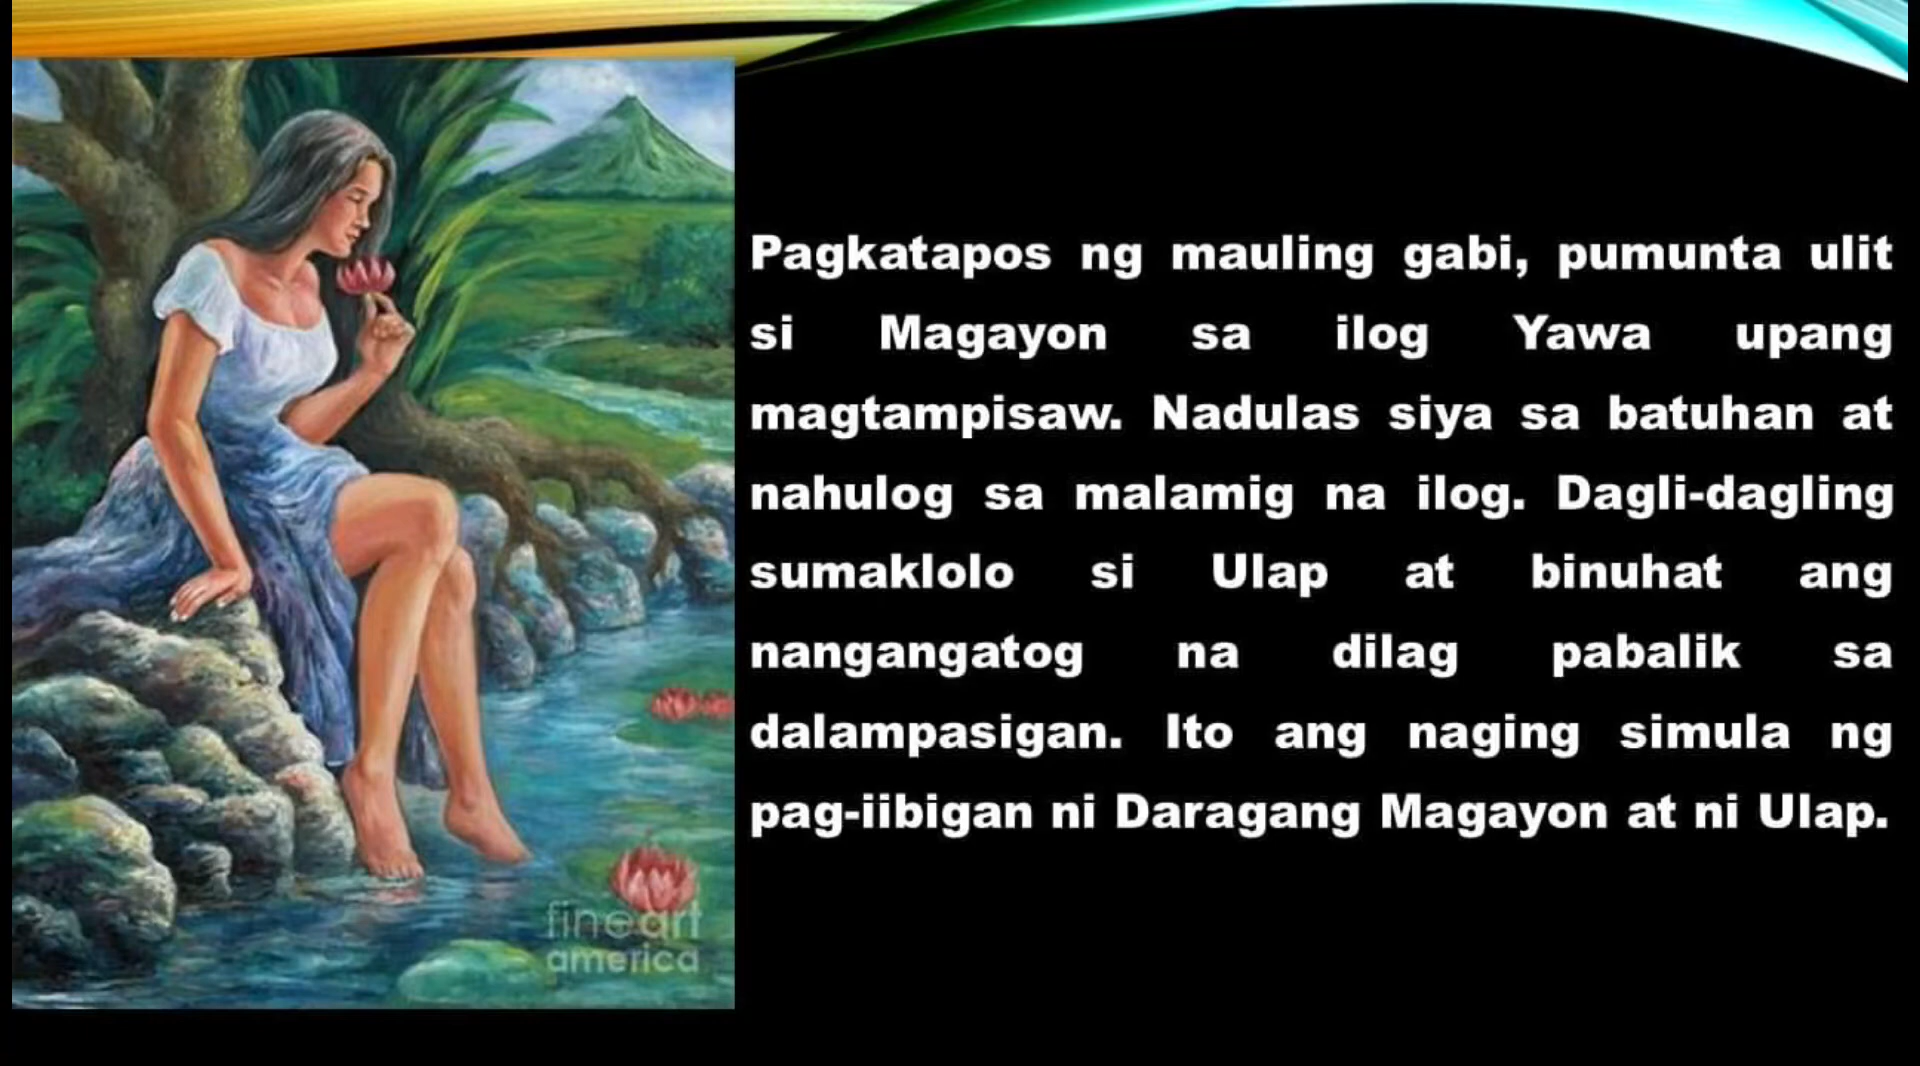 Pagkatapos ng mauling gabi, pumunta ulit
si Magayon sa ilog Yawa upang
magtampisaw. Nadulas siya sa batuhan at
nahulog sa malamig na ilog. Dagli-dagling
sumaklolo si Ulap at binuhat ang
nangangatog na dilag pabalik sa
dalampasigan. Ito ang naging simula ng
pag-iibigan ni Daragang Magayon at ni Ulap.
fine art
america